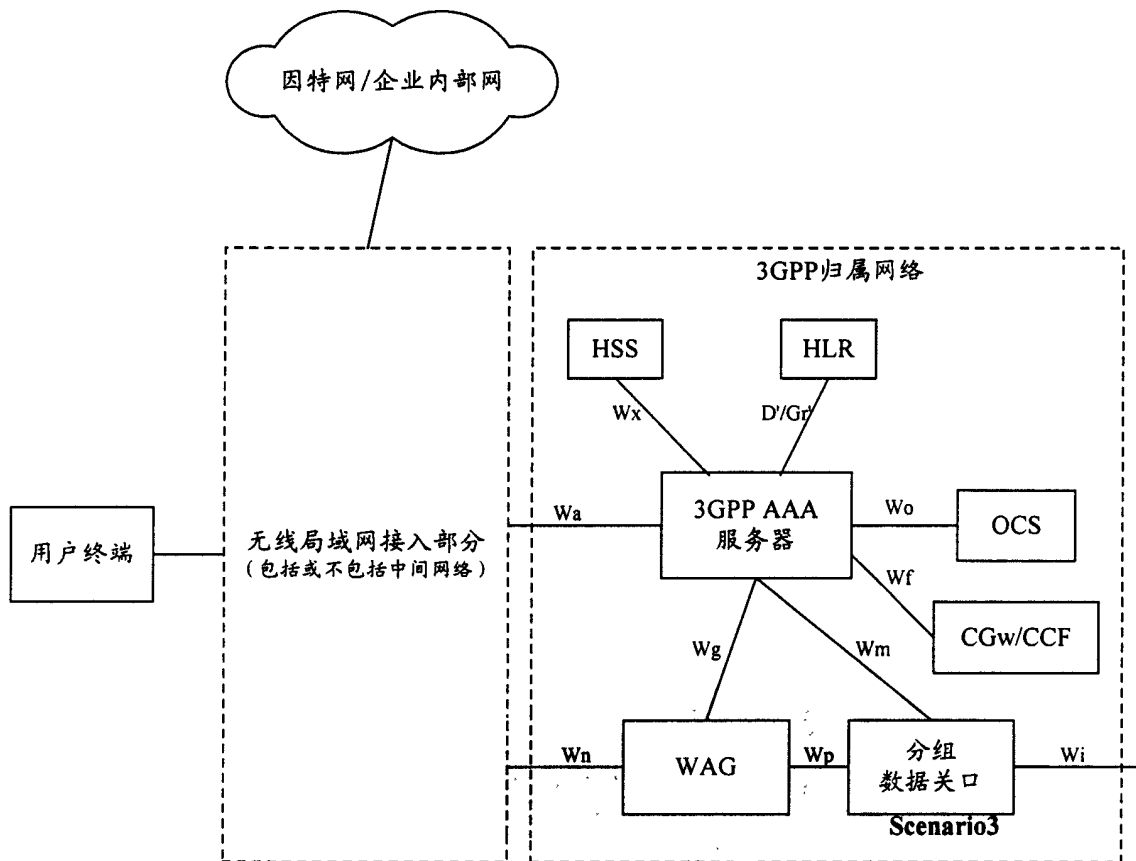 因特网/企业内部网
3GPP归属网络
HSS
HLR
Wx
D'/Gr'
用户终端
无线局域网接入部分
(包括或不包括中间网络)
Wa
3GPP AAA
服务器
Wo
OCS
Wf
CGw/CCF
Wg
Wm
Wn
WAG
Wp
分组
数据关口
Wi
Scenario3